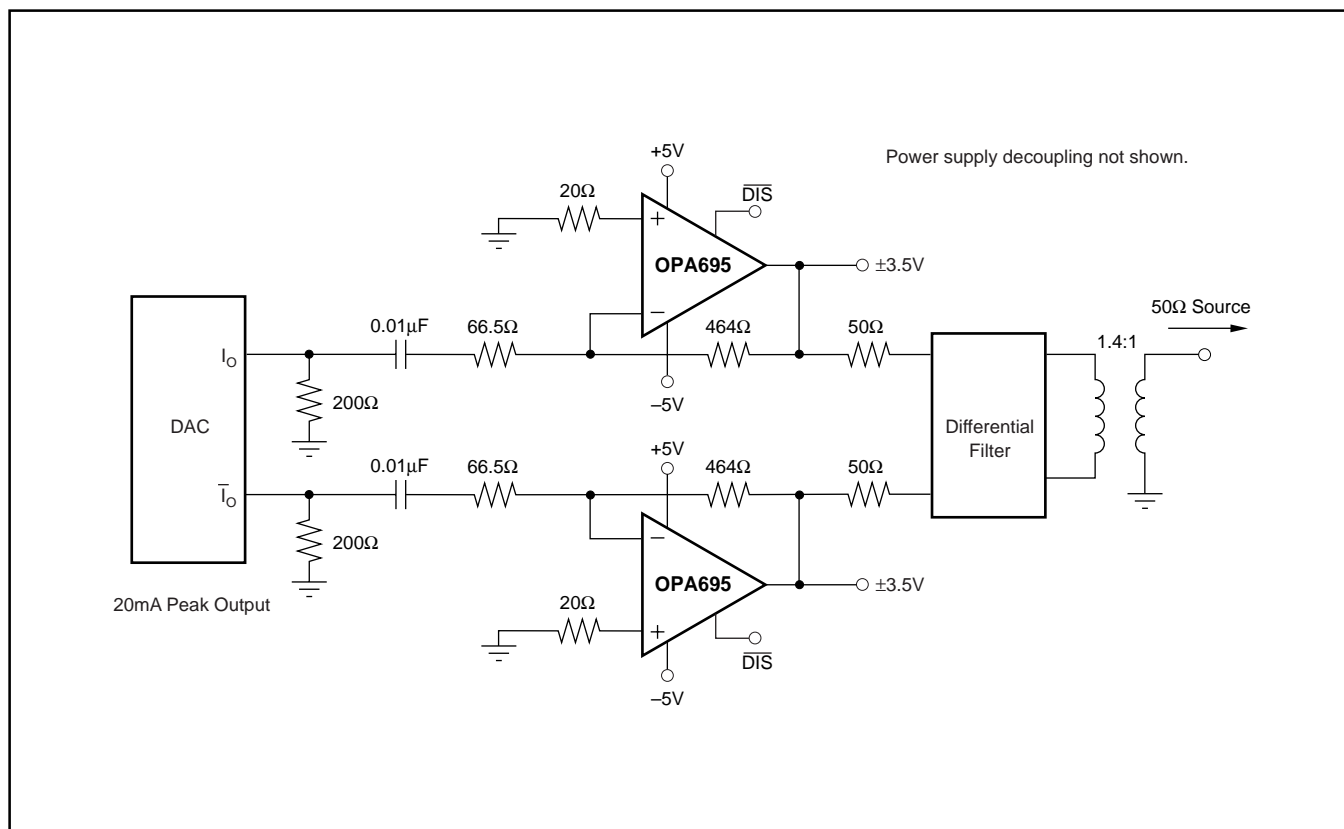 Power supply decoupling not shown.
+5V
20Ω
DIS
+
OPA695
±3.5V
−
0.01µF
66.5Ω
464Ω
50Ω
50Ω Source
1.4:1
–5V
IO
200Ω
DAC
Differential
Filter
+5V
0.01µF
66.5Ω
464Ω
50Ω
IO
200Ω
−
OPA695
±3.5V
20Ω
+
DIS
–5V
20mA Peak Output